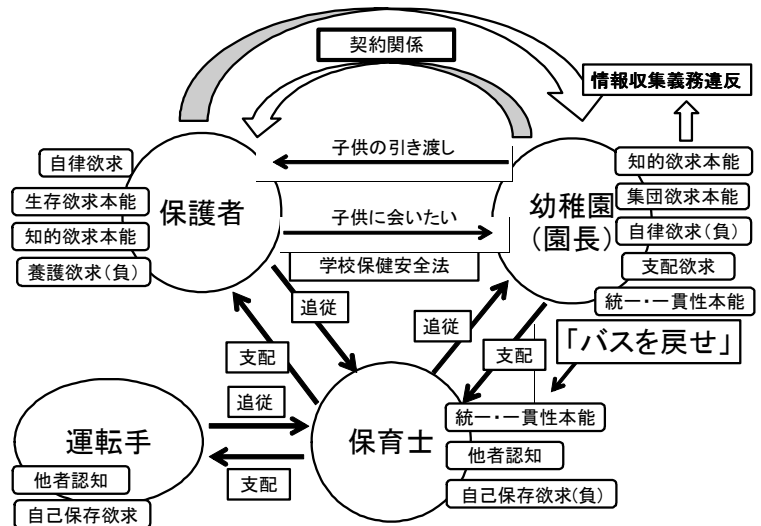 契約関係
情報収集義務違反
子供の引き渡し
自律欲求
生存欲求本能
知的欲求本能
養護欲求(負)
保護者
幼稚園
(園長)
知的欲求本能
集団欲求本能
自律欲求(負)
支配欲求
統一・一貫性本能
子供に会いたい
学校保健安全法
追従
支配
追従
支配
「バスを戻せ」
運転手
他者認知
自己保存欲求
追従
支配
保育士
統一・一貫性本能
他者認知
自己保存欲求(負)